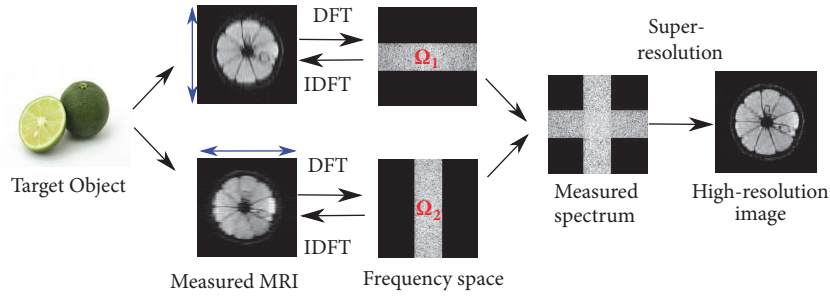 DFT
IDFT
Ω1
Super-
resolution
Target Object
DFT
IDFT
Ω2
Measured MRI
Frequency space
Measured
spectrum
High-resolution
image